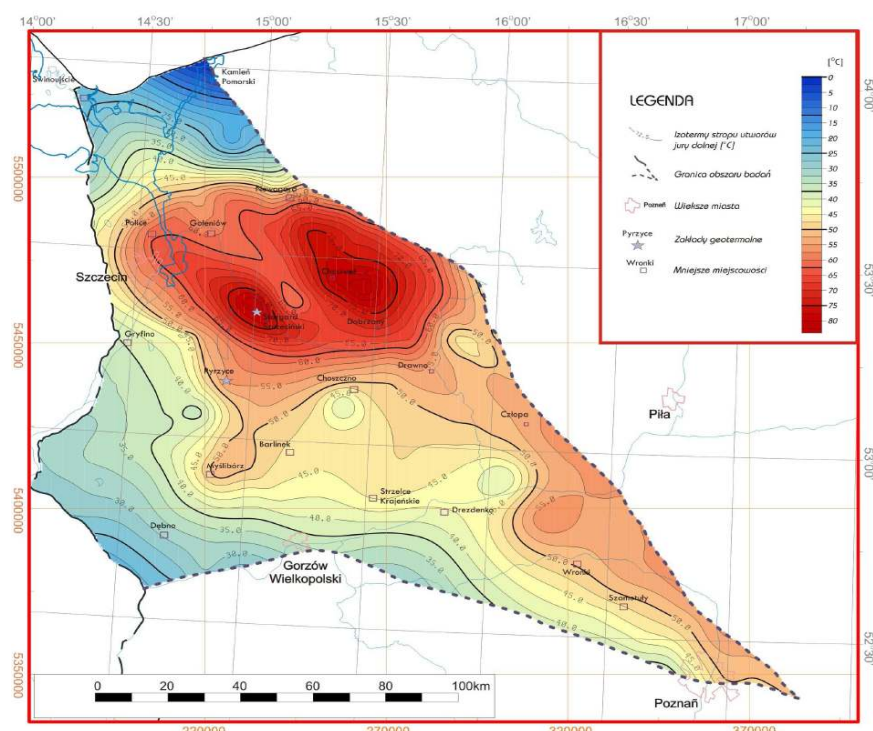 14°00' 14°30' 15°00' 15°30' 16°00' 16°30' 17°00'
Świnoujście
Kamień
Pomorski
Nowogard
Police
Goleniów
Szczecin
Chociwel
Stargard
Szczeciński
Dobrzany
Gryfino
Pyrzyce
Choszczno
Drawno
Człopa
Piła
Barlinek
Myślibórz
Strzelce
Krajeńskie
Drezdenko
Dębno
Gorzów
Wielkopolski
Wronki
Szamotuły
Poznań
LEGENDA
12.5
Izotermy stropu utworów
jury dolnej [°C]
Granica obszaru badań
Poznań
Większe miasta
Pyrzyce
Zakłady geotermalne
Wronki
Mniejsze miejscowości
[°C]
0
5
10
15
20
25
30
35
40
45
50
55
60
65
70
75
80
54°00'
53°30'
53°00'
52°30'
5500000
5450000
5400000
5350000
0 20 40 60 80 100km
220000 270000 320000 370000
35.0
40.0
45.0
50.0
55.0
30.0